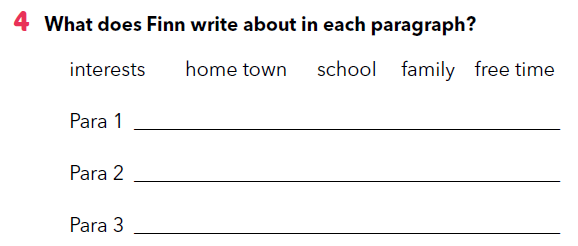 4 What does Finn write about in each paragraph?
interests home town school family free time
Para 1
Para 2
Para 3